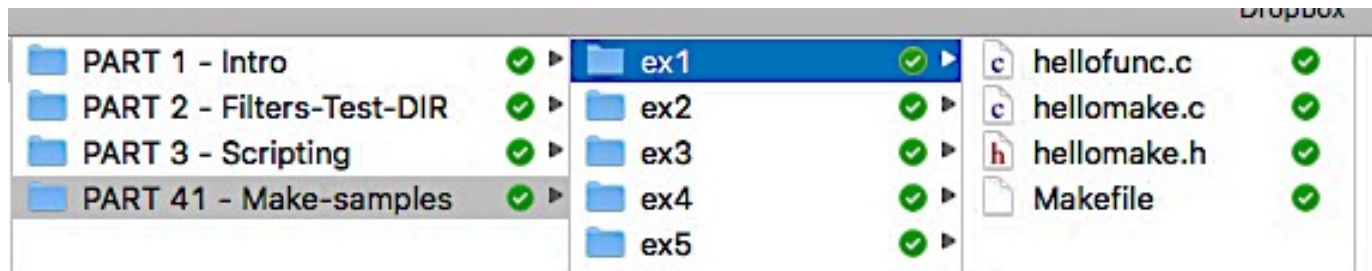 Dropbox
PART 1 - Intro
PART 2 - Filters-Test-DIR
PART 3 - Scripting
PART 41 - Make-samples
ex1
ex2
ex3
ex4
ex5
c hellofunc.c
c hellomake.c
h hellomake.h
Makefile